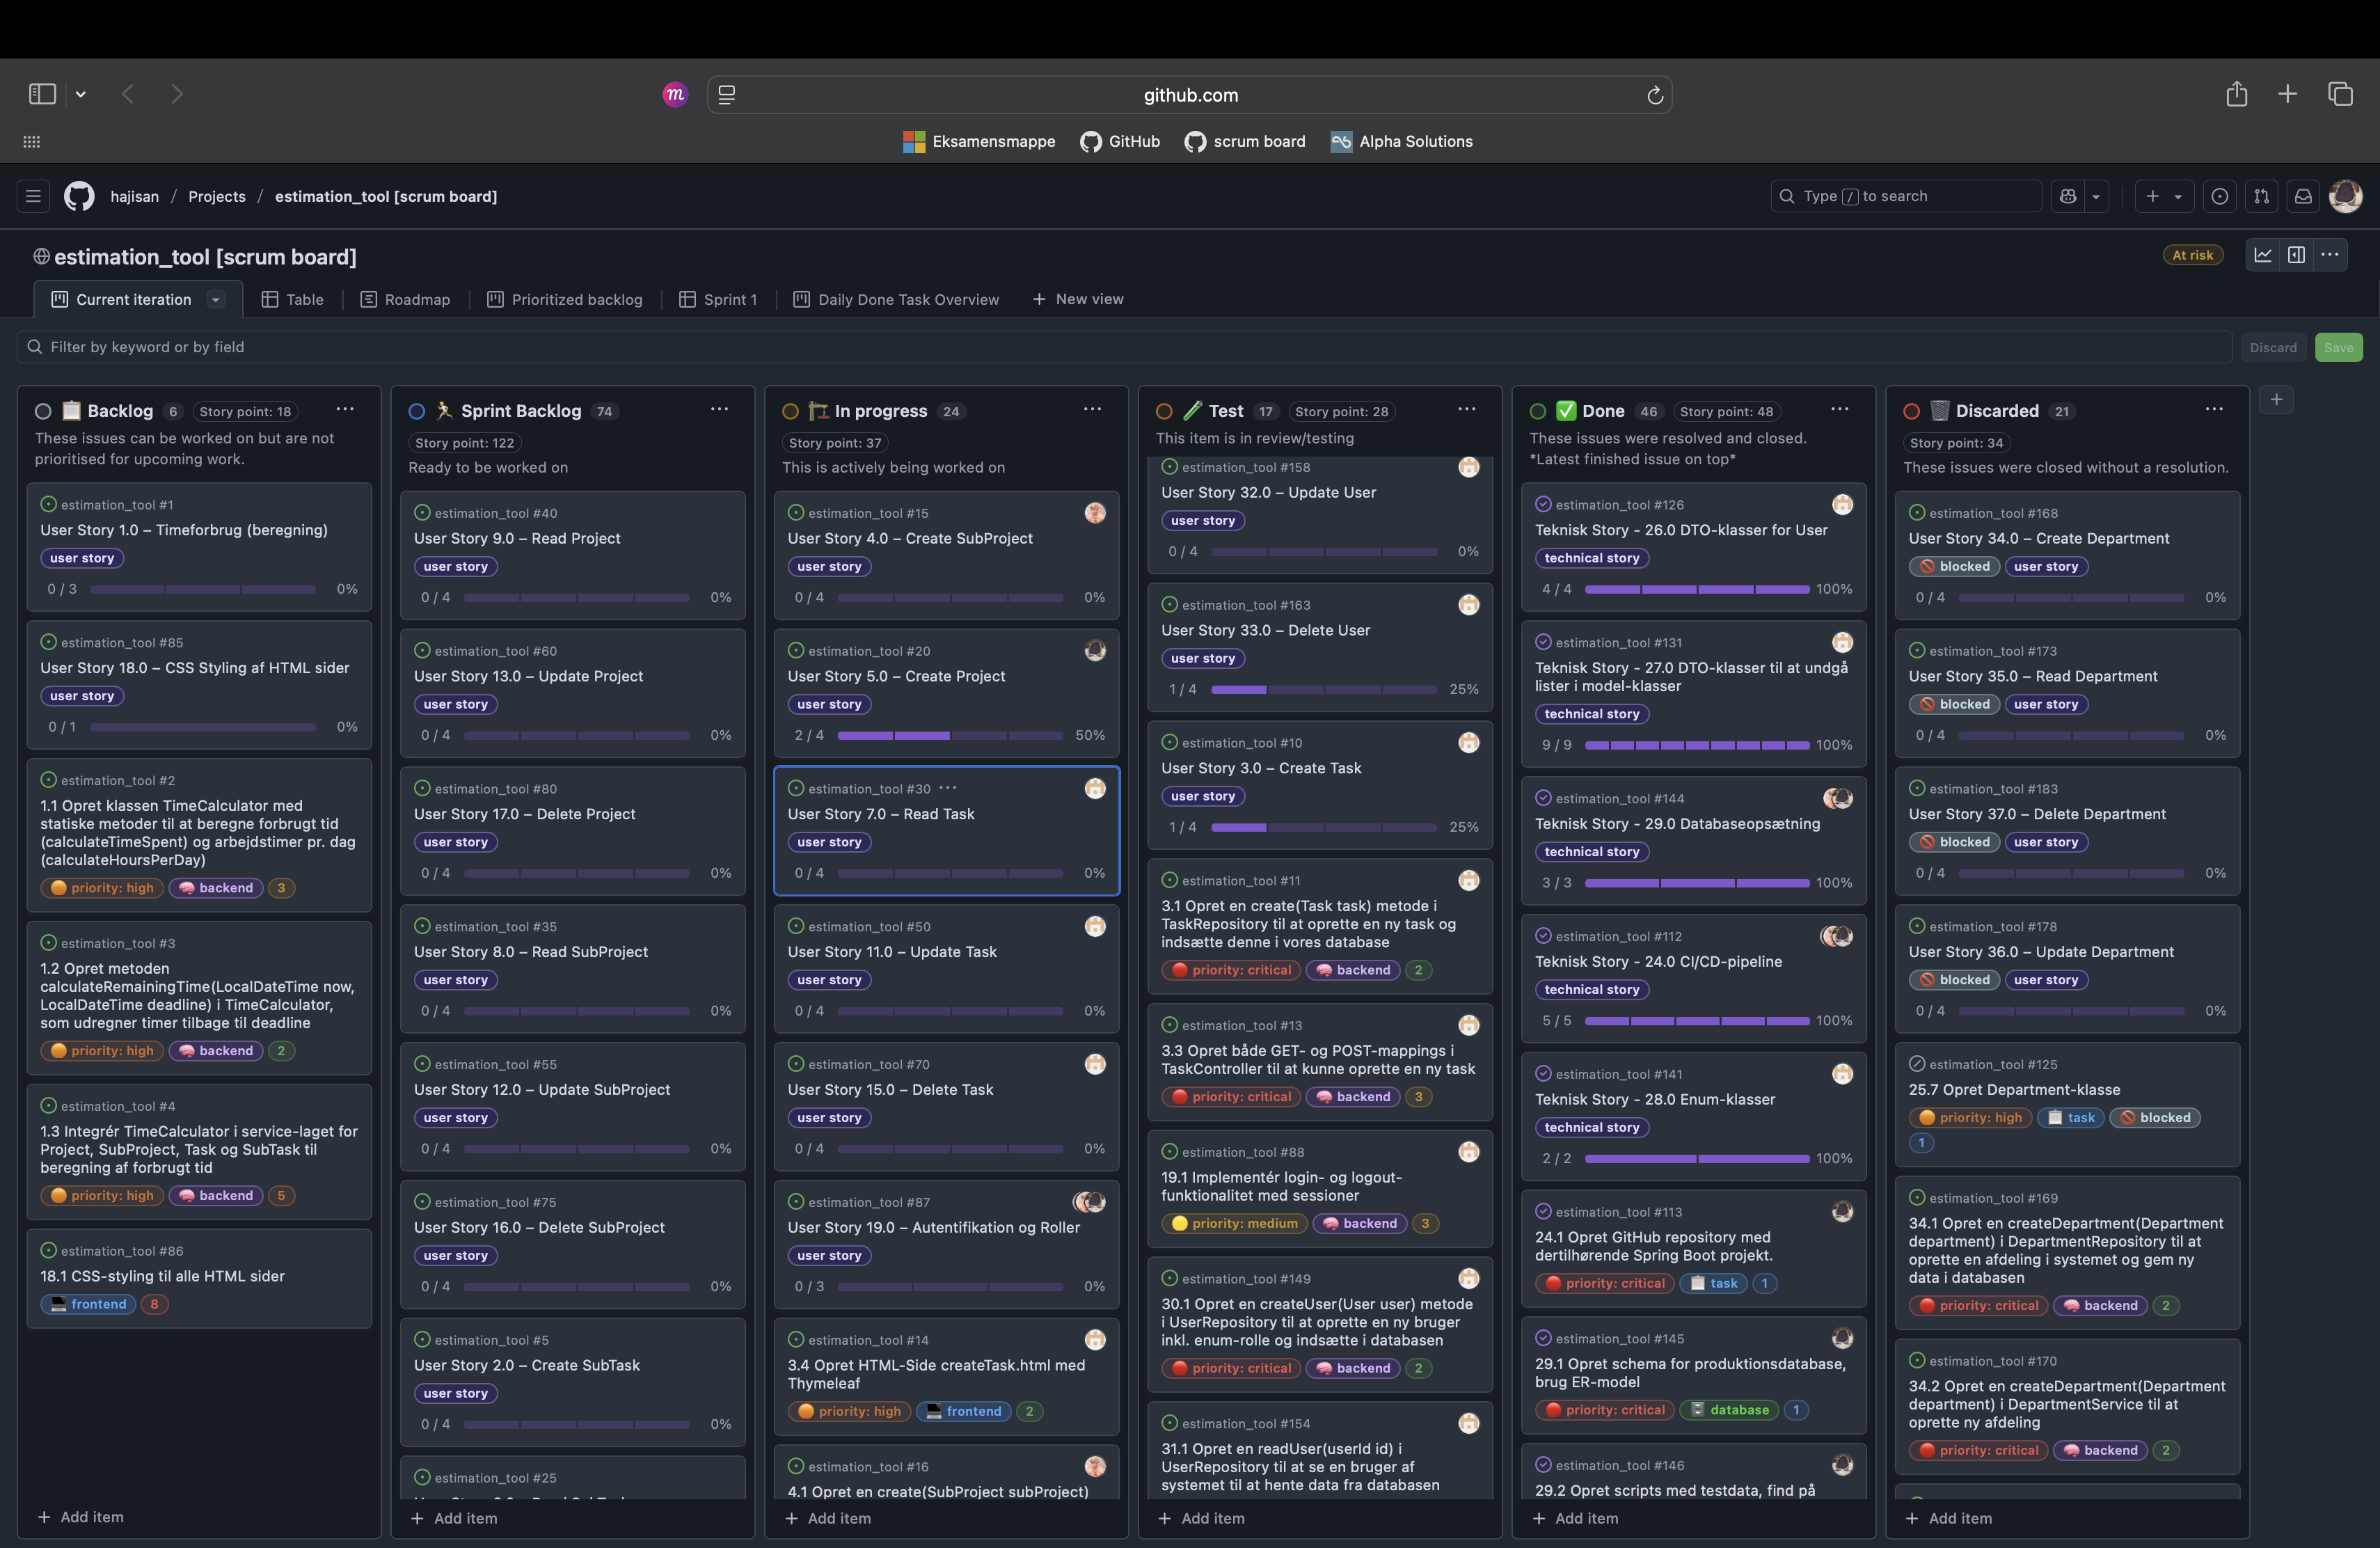 github.com
Eksamensmappe
GitHub
scrum board
Alpha Solutions
hajisan / Projects / estimation_tool [scrum board]
Type / to search
estimation_tool [scrum board]
At risk
Current iteration
Table
Roadmap
Prioritized backlog
Sprint 1
Daily Done Task Overview
New view
Filter by keyword or by field
Discard
Save
Backlog 6 Story point: 18
These issues can be worked on but are not
prioritised for upcoming work.
estimation_tool #1
User Story 1.0 – Timeforbrug (beregning)
user story
0 / 3 0%
estimation_tool #85
User Story 18.0 – CSS Styling af HTML sider
user story
0 / 1 0%
estimation_tool #2
1.1 Opret klassen TimeCalculator med
statiske metoder til at beregne forbrugt tid
(calculateTimeSpent) og arbejdstimer pr. dag
(calculateHoursPerDay)
priority: high backend 3
estimation_tool #3
1.2 Opret metoden
calculateRemainingTime(LocalDateTime now,
LocalDateTime deadline) i TimeCalculator,
som udregner timer tilbage til deadline
priority: high backend 2
estimation_tool #4
1.3 Integrér TimeCalculator i service-laget for
Project, SubProject, Task og SubTask til
beregning af forbrugt tid
priority: high backend 5
estimation_tool #86
18.1 CSS-styling til alle HTML sider
frontend 8
Add item
Sprint Backlog 74
Story point: 122
Ready to be worked on
estimation_tool #40
User Story 9.0 – Read Project
user story
0 / 4 0%
estimation_tool #60
User Story 13.0 – Update Project
user story
0 / 4 0%
estimation_tool #80
User Story 17.0 – Delete Project
user story
0 / 4 0%
estimation_tool #35
User Story 8.0 – Read SubProject
user story
0 / 4 0%
estimation_tool #55
User Story 12.0 – Update SubProject
user story
0 / 4 0%
estimation_tool #75
User Story 16.0 – Delete SubProject
user story
0 / 4 0%
estimation_tool #5
User Story 2.0 – Create SubTask
user story
0 / 4 0%
estimation_tool #25
Add item
In progress 24
Story point: 37
This is actively being worked on
estimation_tool #15
User Story 4.0 – Create SubProject
user story
0 / 4 0%
estimation_tool #20
User Story 5.0 – Create Project
user story
2 / 4 50%
estimation_tool #30
User Story 7.0 – Read Task
user story
0 / 4 0%
estimation_tool #50
User Story 11.0 – Update Task
user story
0 / 4 0%
estimation_tool #70
User Story 15.0 – Delete Task
user story
0 / 4 0%
estimation_tool #87
User Story 19.0 – Autentifikation og Roller
user story
0 / 3 0%
estimation_tool #14
3.4 Opret HTML-Side createTask.html med
Thymeleaf
priority: high frontend 2
estimation_tool #16
4.1 Opret en create(SubProject subProject)
Add item
Test 17 Story point: 28
This item is in review/testing
estimation_tool #158
User Story 32.0 – Update User
user story
0 / 4 0%
estimation_tool #163
User Story 33.0 – Delete User
user story
1 / 4 25%
estimation_tool #10
User Story 3.0 – Create Task
user story
1 / 4 25%
estimation_tool #11
3.1 Opret en create(Task task) metode i
TaskRepository til at oprette en ny task og
indsætte denne i vores database
priority: critical backend 2
estimation_tool #13
3.3 Opret både GET- og POST-mappings i
TaskController til at kunne oprette en ny task
priority: critical backend 3
estimation_tool #88
19.1 Implementér login- og logout-
funktionalitet med sessioner
priority: medium backend 3
estimation_tool #149
30.1 Opret en createUser(User user) metode
i UserRepository til at oprette en ny bruger
inkl. enum-rolle og indsætte i databasen
priority: critical backend 2
estimation_tool #154
31.1 Opret en readUser(userId id) i
UserRepository til at se en bruger af
systemet til at hente data fra databasen
Add item
Done 46 Story point: 48
These issues were resolved and closed.
*Latest finished issue on top*
estimation_tool #126
Teknisk Story - 26.0 DTO-klasser for User
technical story
4 / 4 100%
estimation_tool #131
Teknisk Story - 27.0 DTO-klasser til at undgå
lister i model-klasser
technical story
9 / 9 100%
estimation_tool #144
Teknisk Story - 29.0 Databaseopsætning
technical story
3 / 3 100%
estimation_tool #112
Teknisk Story - 24.0 CI/CD-pipeline
technical story
5 / 5 100%
estimation_tool #141
Teknisk Story - 28.0 Enum-klasser
technical story
2 / 2 100%
estimation_tool #113
24.1 Opret GitHub repository med
dertilhørende Spring Boot projekt.
priority: critical task 1
estimation_tool #145
29.1 Opret schema for produktionsdatabase,
brug ER-model
priority: critical database 1
estimation_tool #146
29.2 Opret scripts med testdata, find på
Add item
Discarded 21
Story point: 34
These issues were closed without a resolution.
estimation_tool #168
User Story 34.0 – Create Department
blocked user story
0 / 4 0%
estimation_tool #173
User Story 35.0 – Read Department
blocked user story
0 / 4 0%
estimation_tool #183
User Story 37.0 – Delete Department
blocked user story
0 / 4 0%
estimation_tool #178
User Story 36.0 – Update Department
blocked user story
0 / 4 0%
estimation_tool #125
25.7 Opret Department-klasse
priority: high task blocked
1
estimation_tool #169
34.1 Opret en createDepartment(Department
department) i DepartmentRepository til at
oprette en afdeling i systemet og gem ny
data i databasen
priority: critical backend 2
estimation_tool #170
34.2 Opret en createDepartment(Department
department) i DepartmentService til at
oprette ny afdeling
priority: critical backend 2
Add item